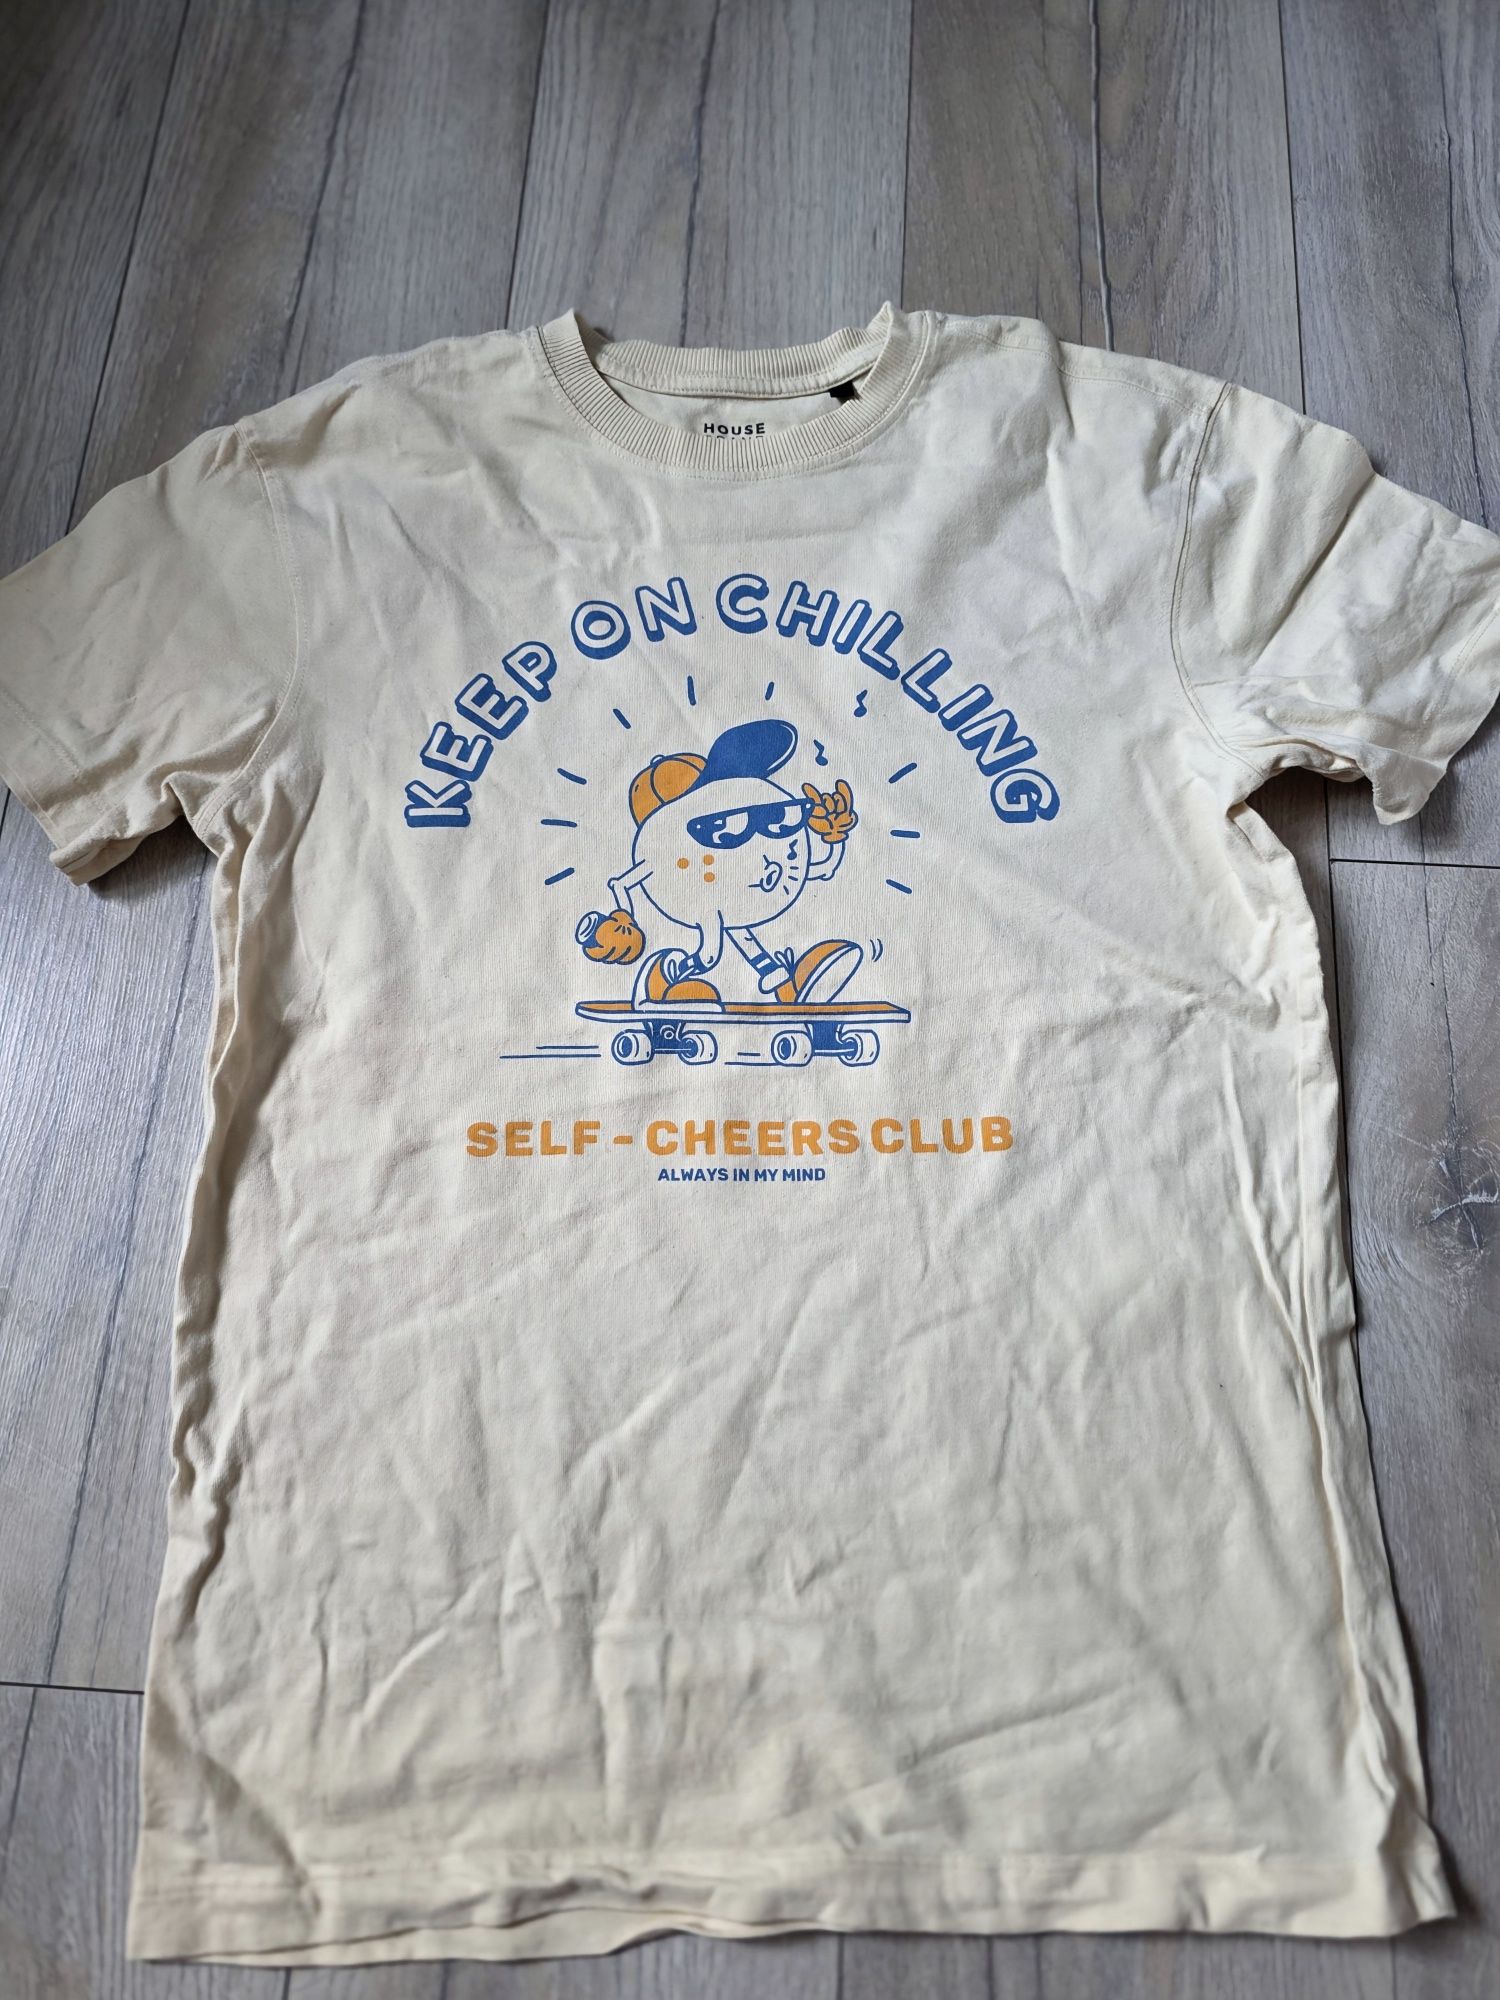 HOUSE
KEEP ON CHILLING
SELF - CHEERS CLUB
ALWAYS IN MY MIND